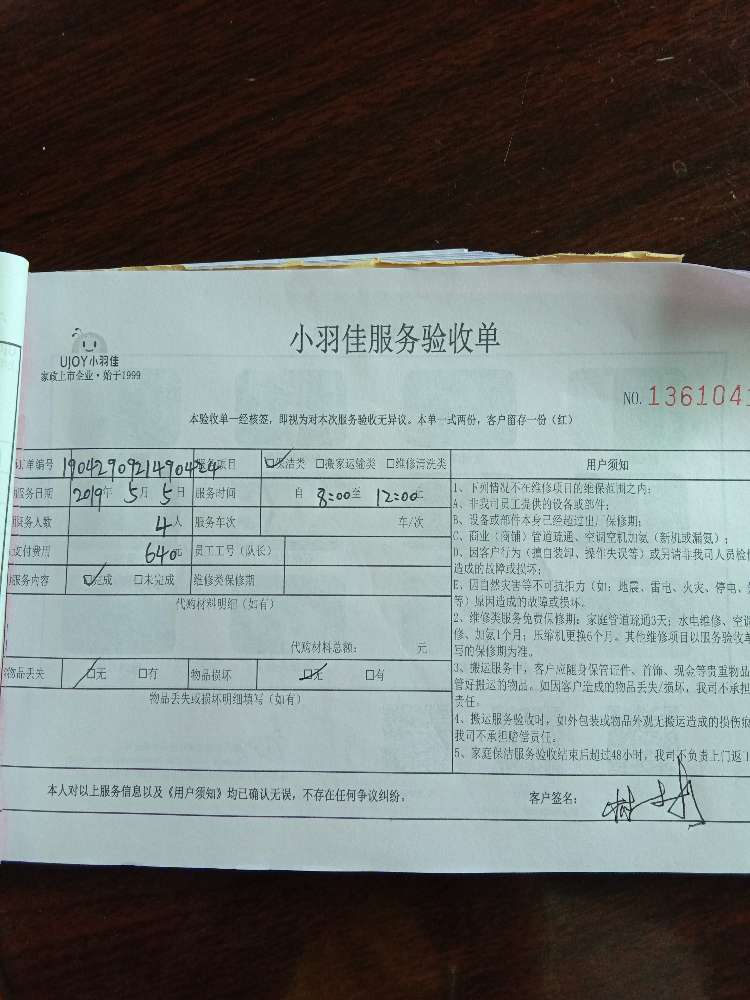 小羽佳服务验收单
UJOY小羽佳
家政上市企业·始于1999
NO. 136104
本验收单一经核签，即视为对本次服务验收无异议。本单一式两份，客户留存一份（红）
订单编号 1904290921490424 服务项目 保洁类 □搬家运输类 □维修清洗类
服务日期 2019年 5月 5日 服务时间 自 8:00至 12:00止
服务人数 4人 服务车次 车/次
支付费用 640元 员工工号（队长）
服务内容 完成 □未完成 维修类保修期
代购材料明细（如有）
代购材料总额： 元
物品丢失 无 □有 物品损坏 无 □有
物品丢失或损坏明细填写（如有）
用户须知
1、下列情况不在维修项目的维保范围之内：
A、非我司员工提供的设备或部件；
B、设备或部件本身已经超过出厂保修期；
C、商业（商铺）管道疏通、空调空机加氨（新机或漏氨）；
D、因客户行为（擅自装卸、操作失误等）或另请非我司人员检
造成的故障或损坏；
E、因自然灾害等不可抗拒力（如：地震、雷电、火灾、停电、
等）原因造成的故障或损坏。
2、维修类服务免费保修期：家庭管道疏通3天；水电维修、空调
修、加氨1个月；压缩机更换6个月。其他维修项目以服务验收单
写的保修期为准。
3、搬运服务中，客户应随身保管证件、首饰、现金等贵重物品
管好搬运的物品。如因客户造成的物品丢失/损坏，我司不承担
责任。
4、搬运服务验收时，如外包装或物品外观无搬运造成的损伤痕
我司不承担赔偿责任。
5、家庭保洁服务验收结束后超过48小时，我司不负责上门返工
本人对以上服务信息以及《用户须知》均已确认无误，不存在任何争议纠纷。
客户签名：